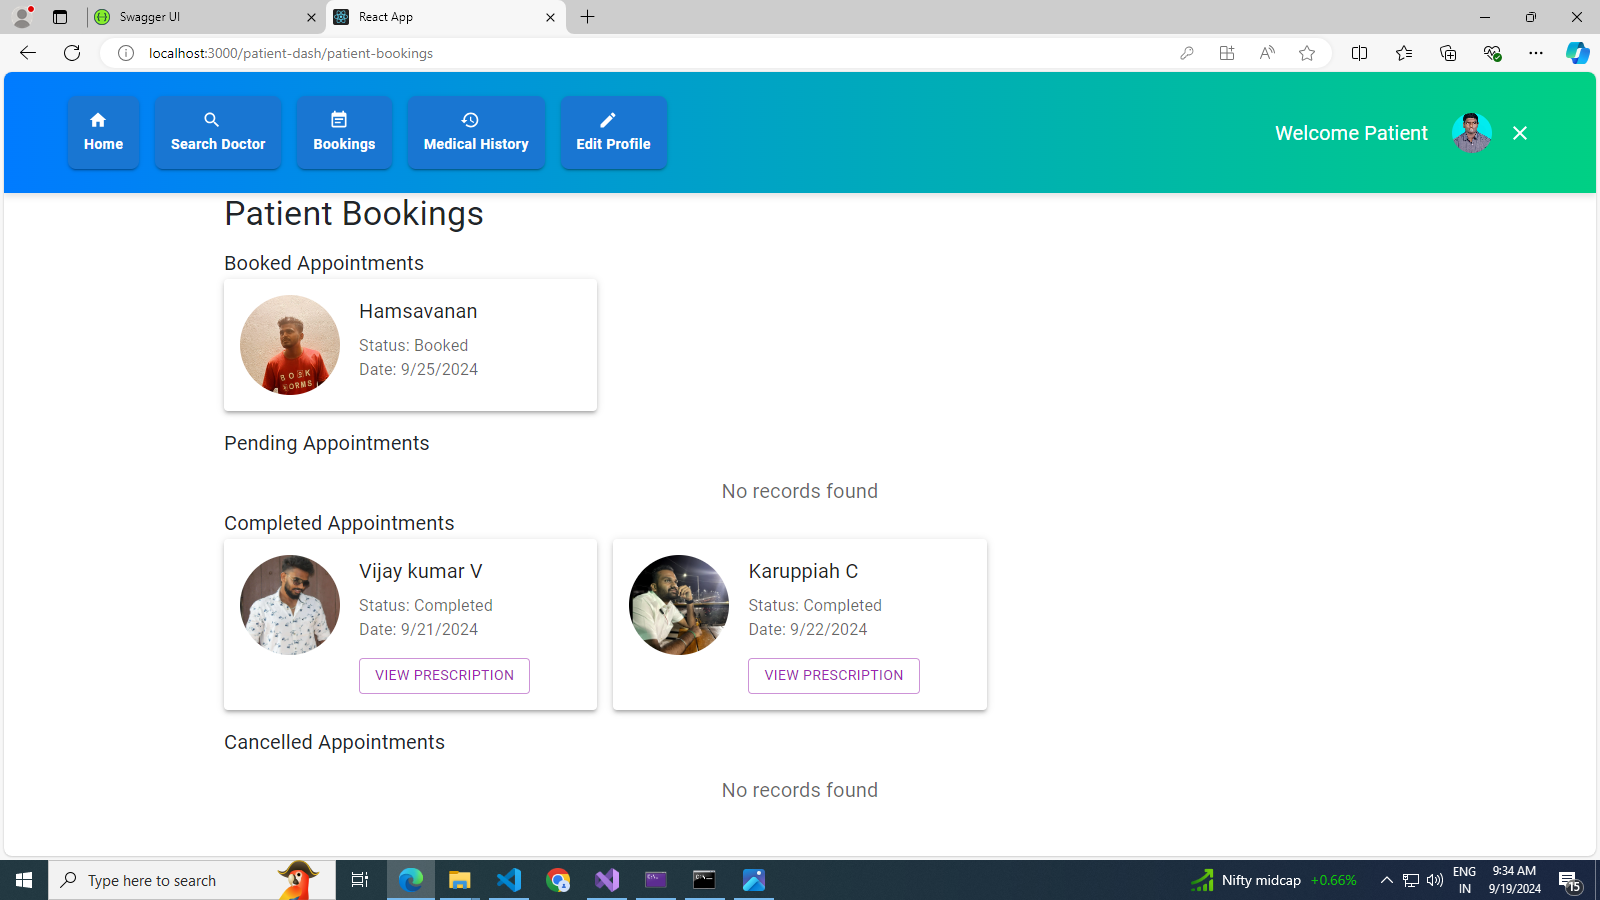 Swagger UI
React App
localhost:3000/patient-dash/patient-bookings
Home
Search Doctor
Bookings
Medical History
Edit Profile
Welcome Patient
Patient Bookings
Booked Appointments
Hamsavanan
Status: Booked
Date: 9/25/2024
Pending Appointments
No records found
Completed Appointments
Vijay kumar V
Status: Completed
Date: 9/21/2024
VIEW PRESCRIPTION
Karuppiah C
Status: Completed
Date: 9/22/2024
VIEW PRESCRIPTION
Cancelled Appointments
No records found
Type here to search
Nifty midcap +0.66%
ENG
IN
9:34 AM
9/19/2024
15